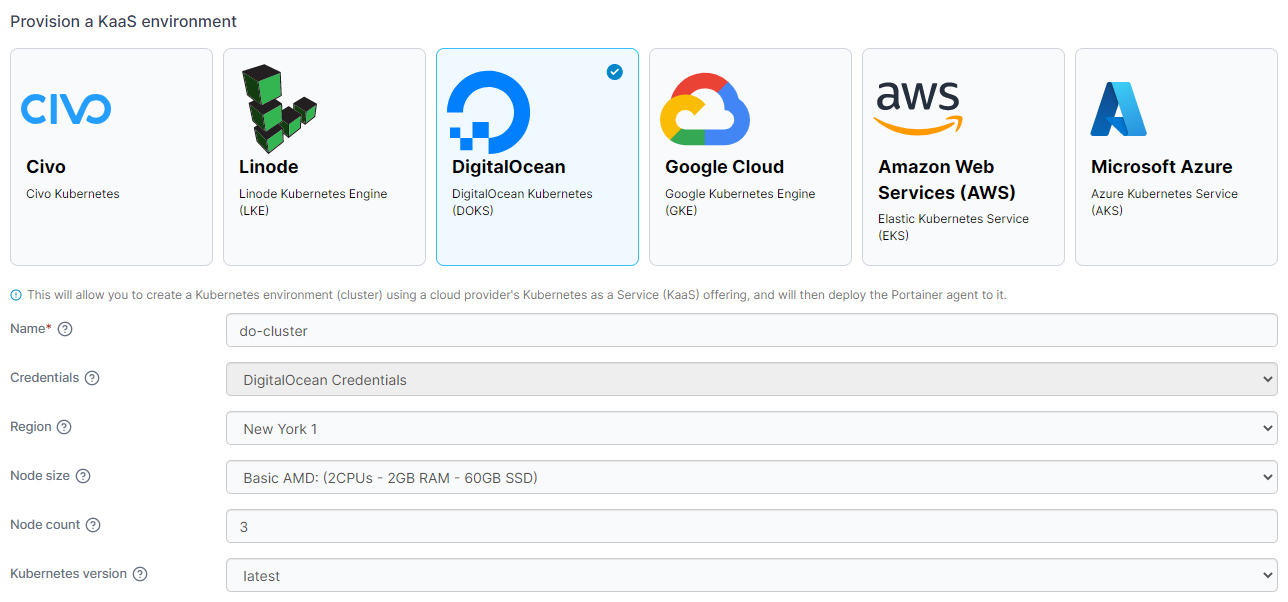 Provision a KaaS environment
CIVO
Civo
Civo Kubernetes
Linode
Linode Kubernetes Engine
(LKE)
DigitalOcean
DigitalOcean Kubernetes
(DOKS)
Google Cloud
Google Kubernetes Engine
(GKE)
aws
Amazon Web
Services (AWS)
Elastic Kubernetes Service
(EKS)
Microsoft Azure
Azure Kubernetes Service
(AKS)
This will allow you to create a Kubernetes environment (cluster) using a cloud provider's Kubernetes as a Service (KaaS) offering, and will then deploy the Portainer agent to it.
Name* do-cluster
Credentials DigitalOcean Credentials
Region New York 1
Node size Basic AMD: (2CPUs - 2GB RAM - 60GB SSD)
Node count 3
Kubernetes version latest